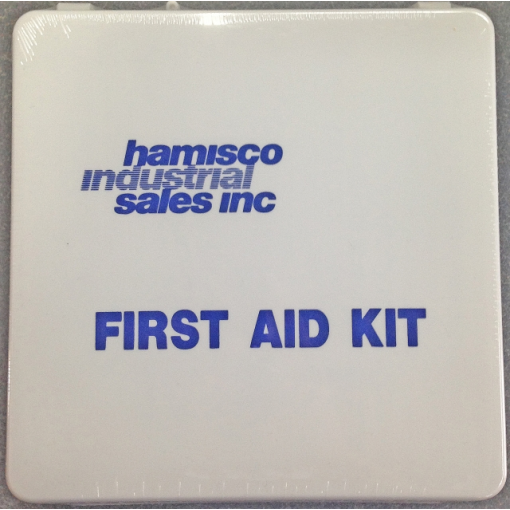 hamisco
industrial
sales inc
FIRST AID KIT